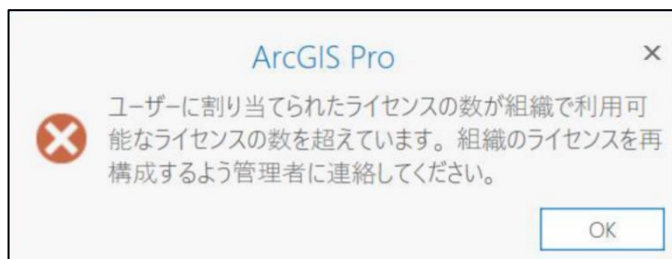 ArcGIS Pro
ユーザーに割り当てられたライセンスの数が組織で利用可
能なライセンスの数を超えています。組織のライセンスを再
構成するよう管理者に連絡してください。
OK